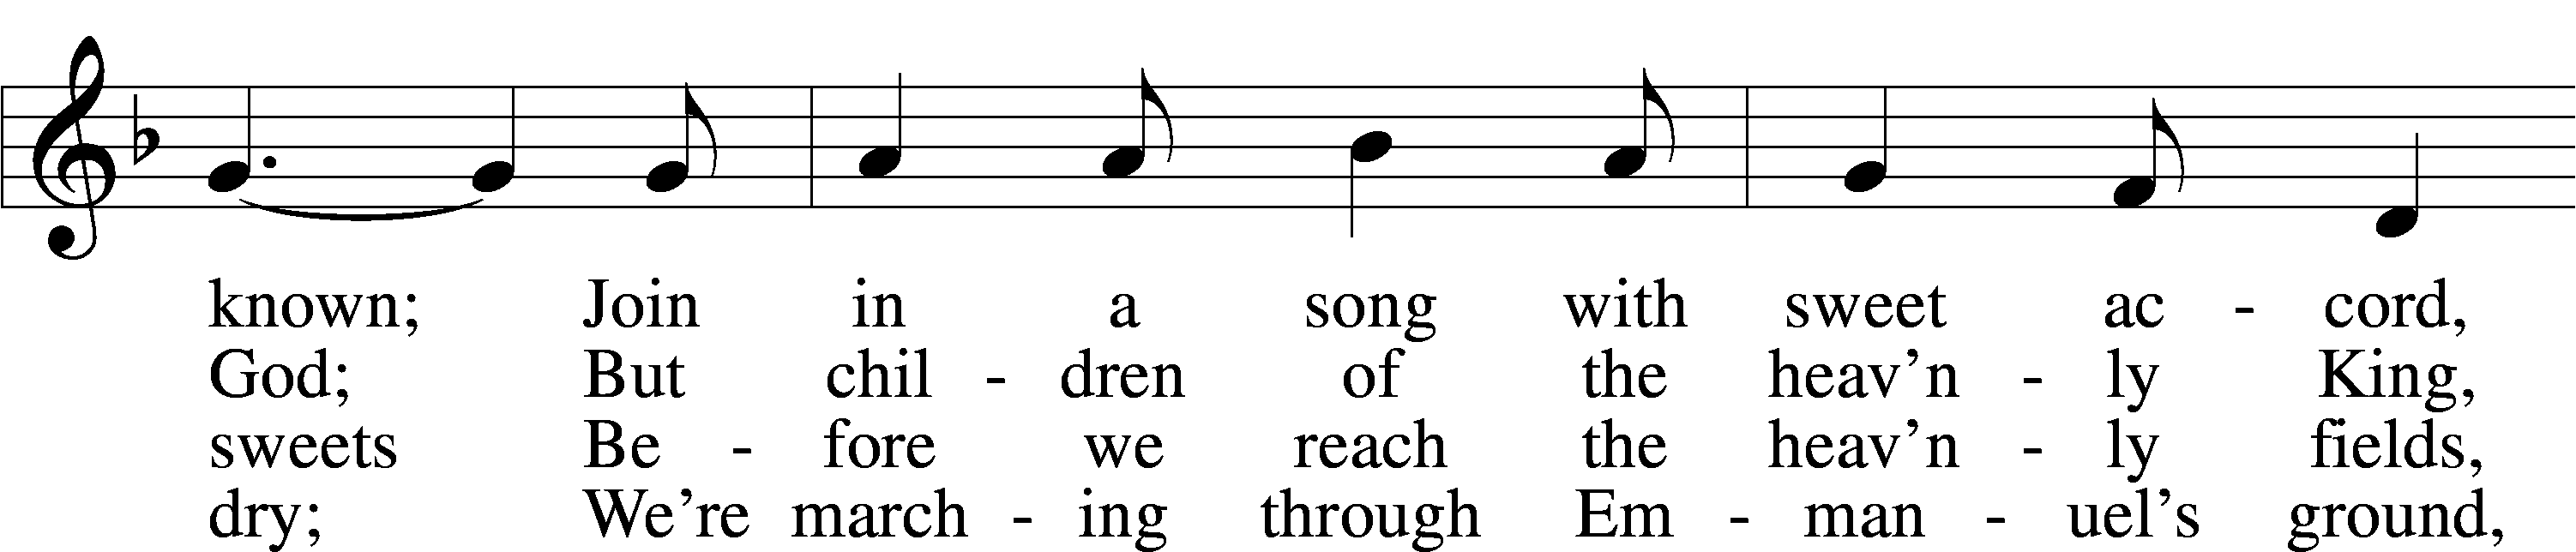 known; Join in a song with sweet ac - cord,
God; But chil - dren of the heav'n - ly King,
sweets Be - fore we reach the heav'n - ly fields,
dry; We're march - ing through Em - man - uel's ground,